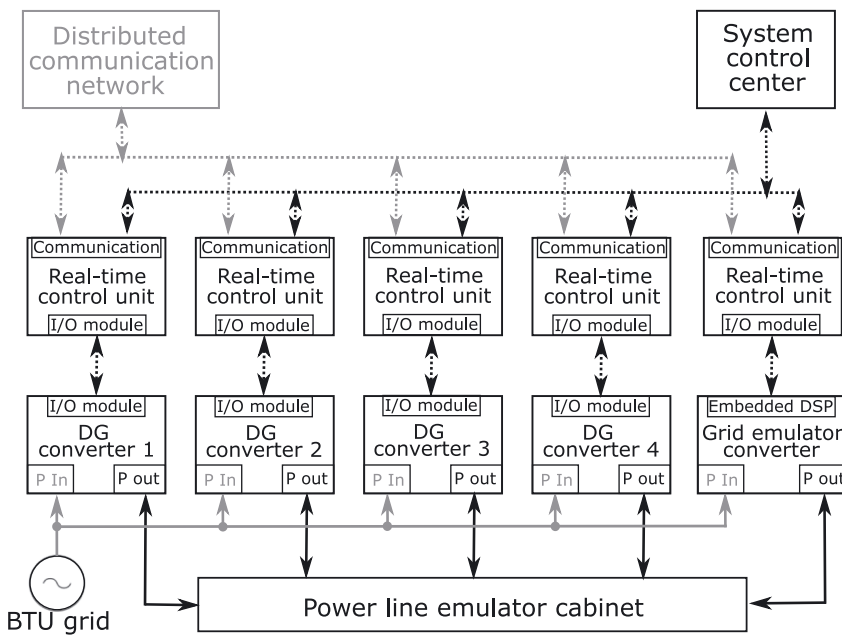 Distributed
communication
network
System
control
center
Communication
Real-time
control unit
I/O module
Communication
Real-time
control unit
I/O module
Communication
Real-time
control unit
I/O module
Communication
Real-time
control unit
I/O module
Communication
Real-time
control unit
I/O module
I/O module
DG
converter 1
P In
P out
I/O module
DG
converter 2
P In
P out
I/O module
DG
converter 3
P In
P out
I/O module
DG
converter 4
P In
P out
Embedded DSP
Grid emulator
converter
P In
P out
BTU grid
Power line emulator cabinet